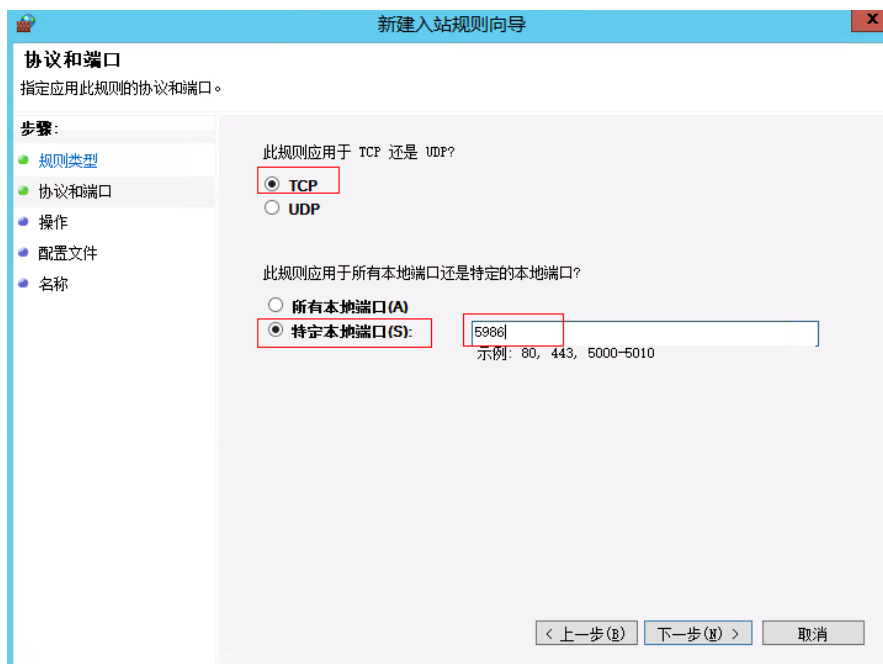 新建入站规则向导
X
协议和端口
指定应用此规则的协议和端口。
步骤:
规则类型
协议和端口
操作
配置文件
名称
此规则应用于 TCP 还是 UDP?
TCP
UDP
此规则应用于所有本地端口还是特定的本地端口?
所有本地端口(A)
特定本地端口(S):
5986
示例: 80, 443, 5000-5010
< 上一步(B)
下一步(N) >
取消